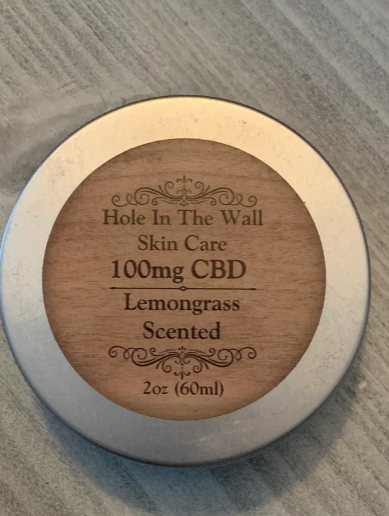 Hole In The Wall
Skin Care
100mg CBD
Lemongrass
Scented
2oz (60ml)